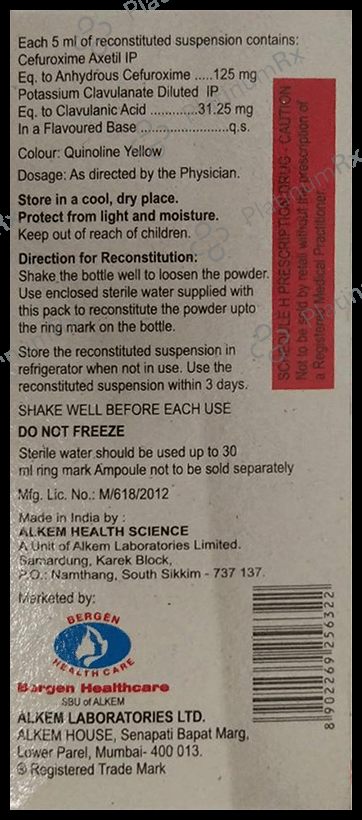 Each 5 ml of reconstituted suspension contains:
Cefuroxime Axetil IP
Eq. to Anhydrous Cefuroxime .....125 mg
Potassium Clavulanate Diluted IP
Eq. to Clavulanic Acid ............31.25 mg
In a Flavoured Base .......................q.s.
Colour: Quinoline Yellow
Dosage: As directed by the Physician.
Store in a cool, dry place.
Protect from light and moisture.
Keep out of reach of children.
Direction for Reconstitution:
Shake the bottle well to loosen the powder.
Use enclosed sterile water supplied with
this pack to reconstitute the powder upto
the ring mark on the bottle.
Store the reconstituted suspension in
refrigerator when not in use. Use the
reconstituted suspension within 3 days.
SHAKE WELL BEFORE EACH USE
DO NOT FREEZE
Sterile water should be used up to 30
ml ring mark Ampoule not to be sold separately
Mfg. Lic. No.: M/618/2012
Made in India by :
ALKEM HEALTH SCIENCE
A Unit of Alkem Laboratories Limited.
Samardung, Karek Block,
P.O.: Namthang, South Sikkim - 737 137.
Marketed by:
BERGEN
HEALTHCARE
Bergen Healthcare
SBU of ALKEM
ALKEM LABORATORIES LTD.
ALKEM HOUSE, Senapati Bapat Marg,
Lower Parel, Mumbai- 400 013.
® Registered Trade Mark
SCHEDULE H PRESCRIPTION DRUG - CAUTION
Not to be sold by retail without the prescription of
a Registered Medical Practitioner.
8 902269 256322
PlatinumRx